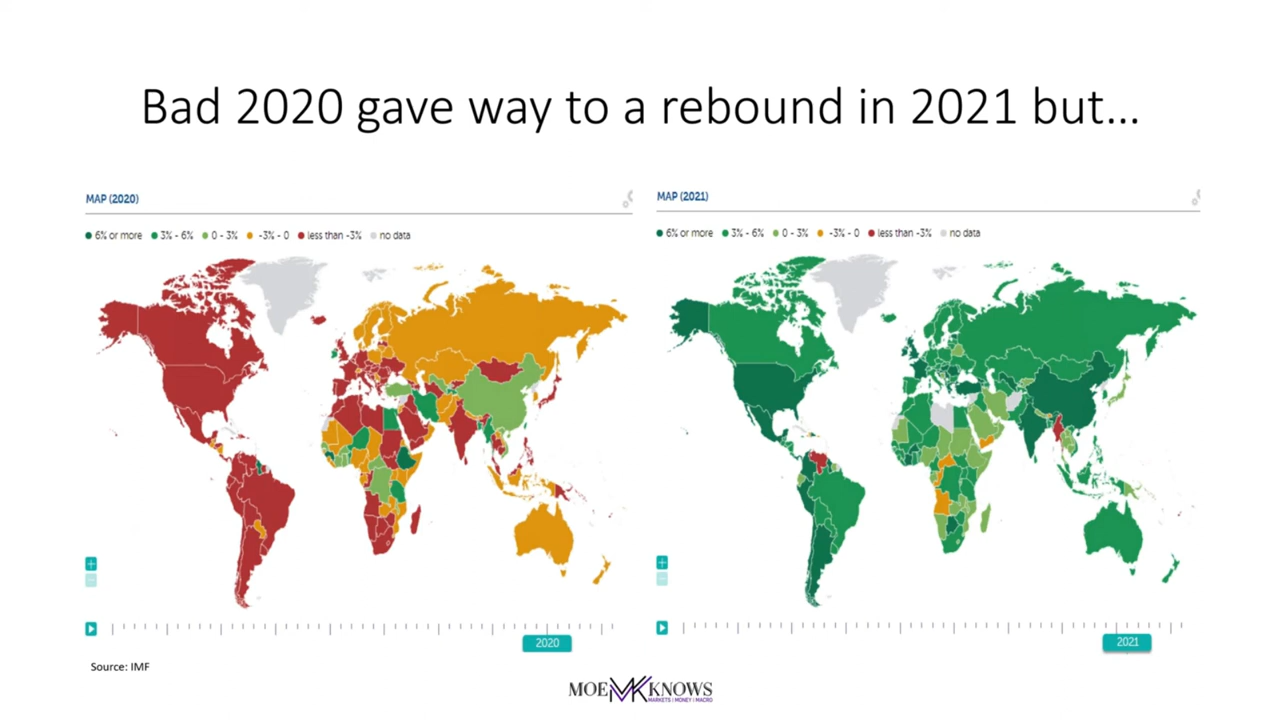 Bad 2020 gave way to a rebound in 2021 but...
MAP (2020)
6% or more 3% - 6% 0 - 3% -3% - 0 less than -3% no data
2020
MAP (2021)
6% or more 3% - 6% 0 - 3% -3% - 0 less than -3% no data
2021
Source: IMF
MOE MK KNOWS
MARKETS | MONEY | MACRO